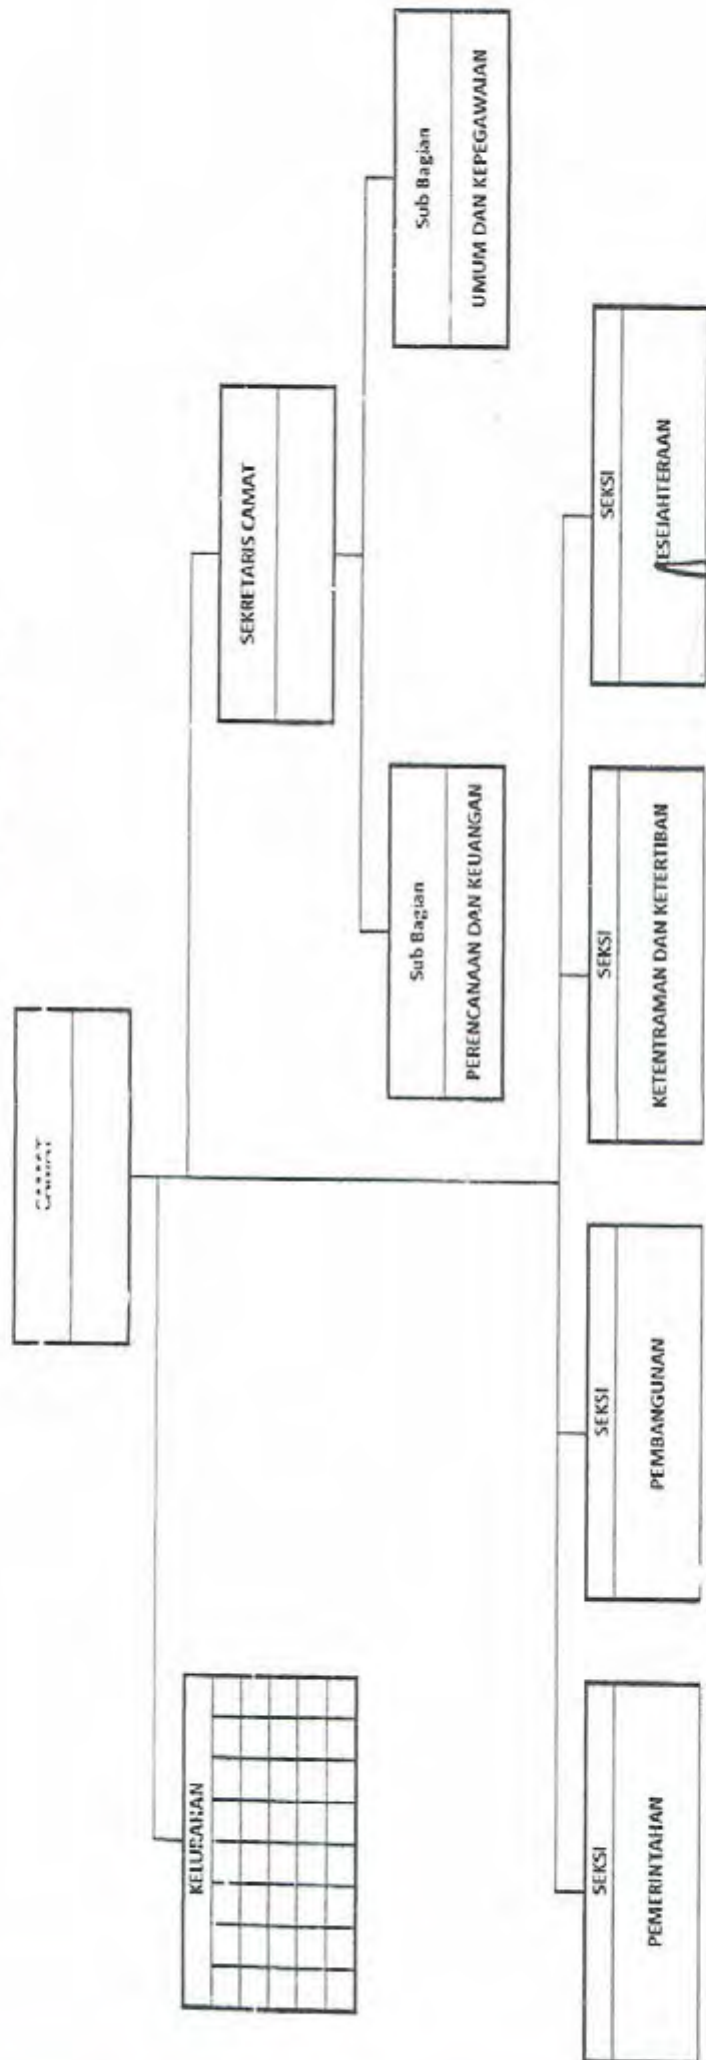 SEKRETARIS CAMAT
KELURAHAN
Sub Bagian
PERENCANAAN DAN KEUANGAN
Sub Bagian
UMUM DAN KEPEGAWAIAN
SEKSI
PEMERINTAHAN
SEKSI
PEMBANGUNAN
SEKSI
KETENTRAMAN DAN KETERTIBAN
SEKSI
ESEJAHTERAAN